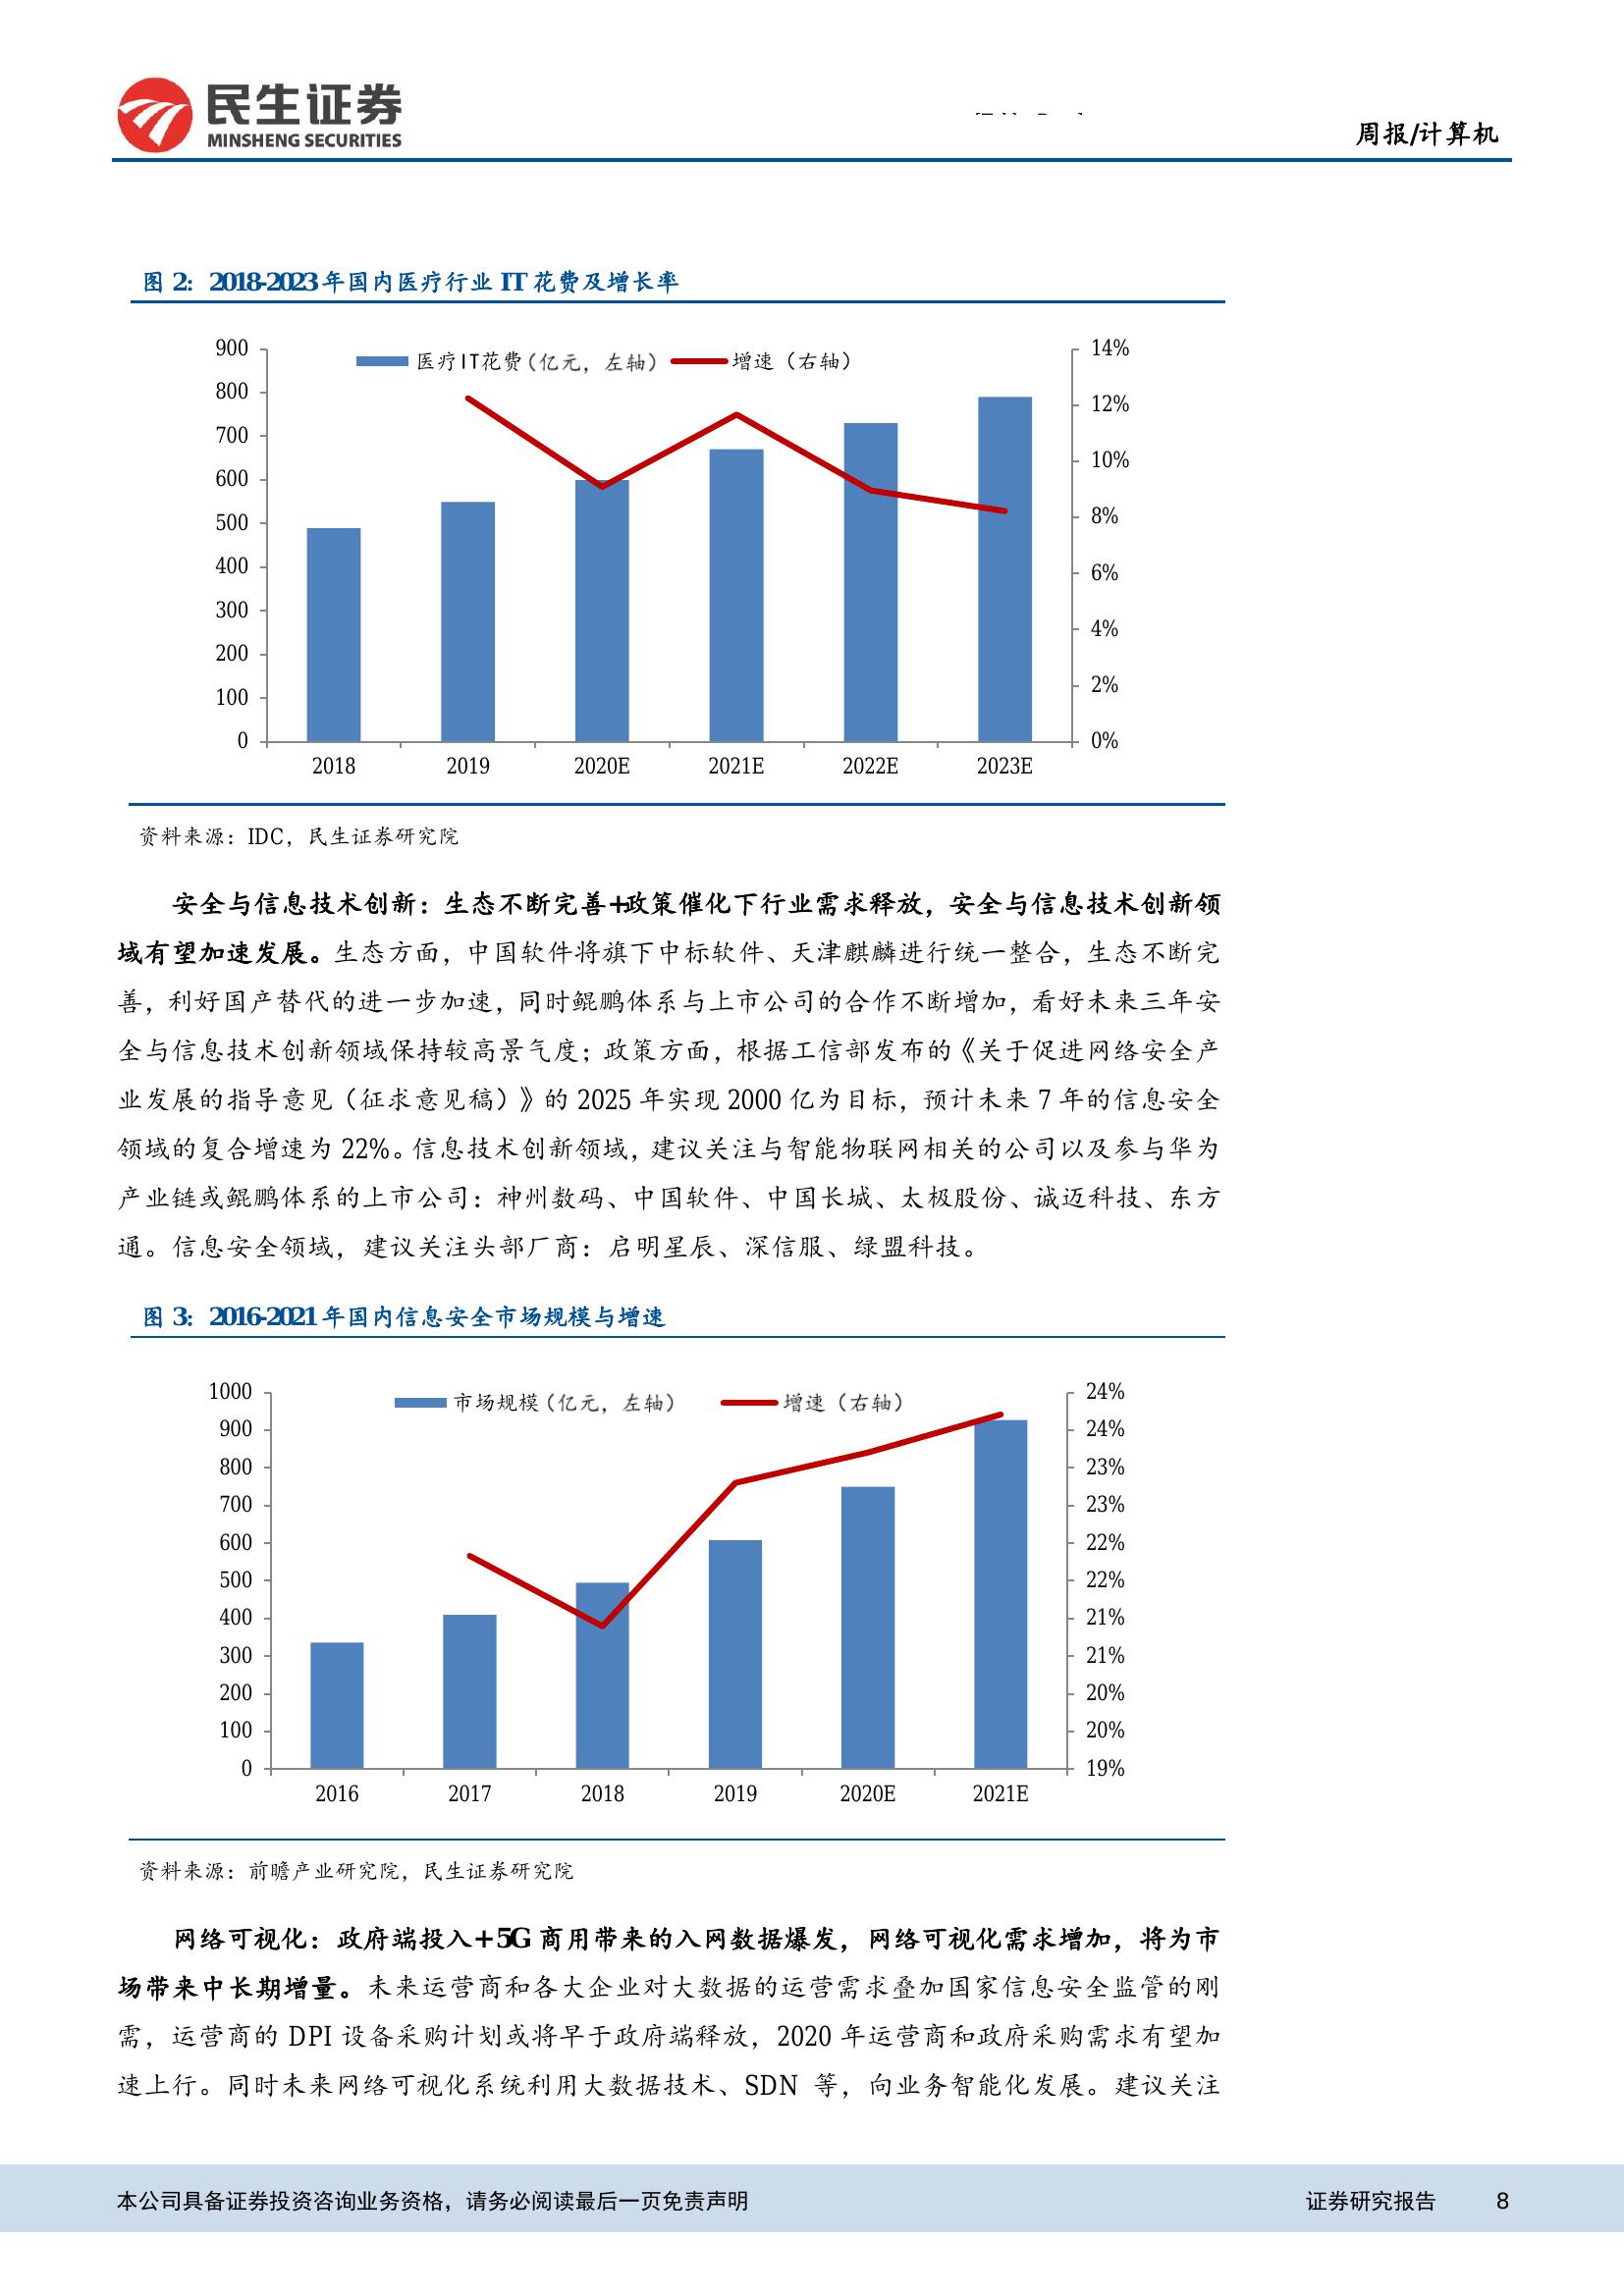 民生证券
MINSHENG SECURITIES
周报/计算机
图 2：2018-2023 年国内医疗行业 IT 花费及增长率
医疗IT花费(亿元，左轴) 增速（右轴）
900 14%
800 12%
700
600 10%
500 8%
400 6%
300 4%
200
100 2%
0 0%
2018 2019 2020E 2021E 2022E 2023E
资料来源：IDC，民生证券研究院
安全与信息技术创新：生态不断完善+政策催化下行业需求释放，安全与信息技术创新领
域有望加速发展。生态方面，中国软件将旗下中标软件、天津麒麟进行统一整合，生态不断完
善，利好国产替代的进一步加速，同时鲲鹏体系与上市公司的合作不断增加，看好未来三年安
全与信息技术创新领域保持较高景气度；政策方面，根据工信部发布的《关于促进网络安全产
业发展的指导意见（征求意见稿）》的 2025 年实现 2000 亿为目标，预计未来 7 年的信息安全
领域的复合增速为 22%。信息技术创新领域，建议关注与智能物联网相关的公司以及参与华为
产业链或鲲鹏体系的上市公司：神州数码、中国软件、中国长城、太极股份、诚迈科技、东方
通。信息安全领域，建议关注头部厂商：启明星辰、深信服、绿盟科技。
图 3：2016-2021 年国内信息安全市场规模与增速
市场规模(亿元，左轴) 增速（右轴）
1000 24%
900 24%
800 23%
700 23%
600 22%
500 22%
400 21%
300 21%
200 20%
100 20%
0 19%
2016 2017 2018 2019 2020E 2021E
资料来源：前瞻产业研究院，民生证券研究院
网络可视化：政府端投入+5G 商用带来的入网数据爆发，网络可视化需求增加，将为市
场带来中长期增量。未来运营商和各大企业对大数据的运营需求叠加国家信息安全监管的刚
需，运营商的 DPI 设备采购计划或将早于政府端释放，2020 年运营商和政府采购需求有望加
速上行。同时未来网络可视化系统利用大数据技术、SDN 等，向业务智能化发展。建议关注
本公司具备证券投资咨询业务资格，请务必阅读最后一页免责声明 证券研究报告 8